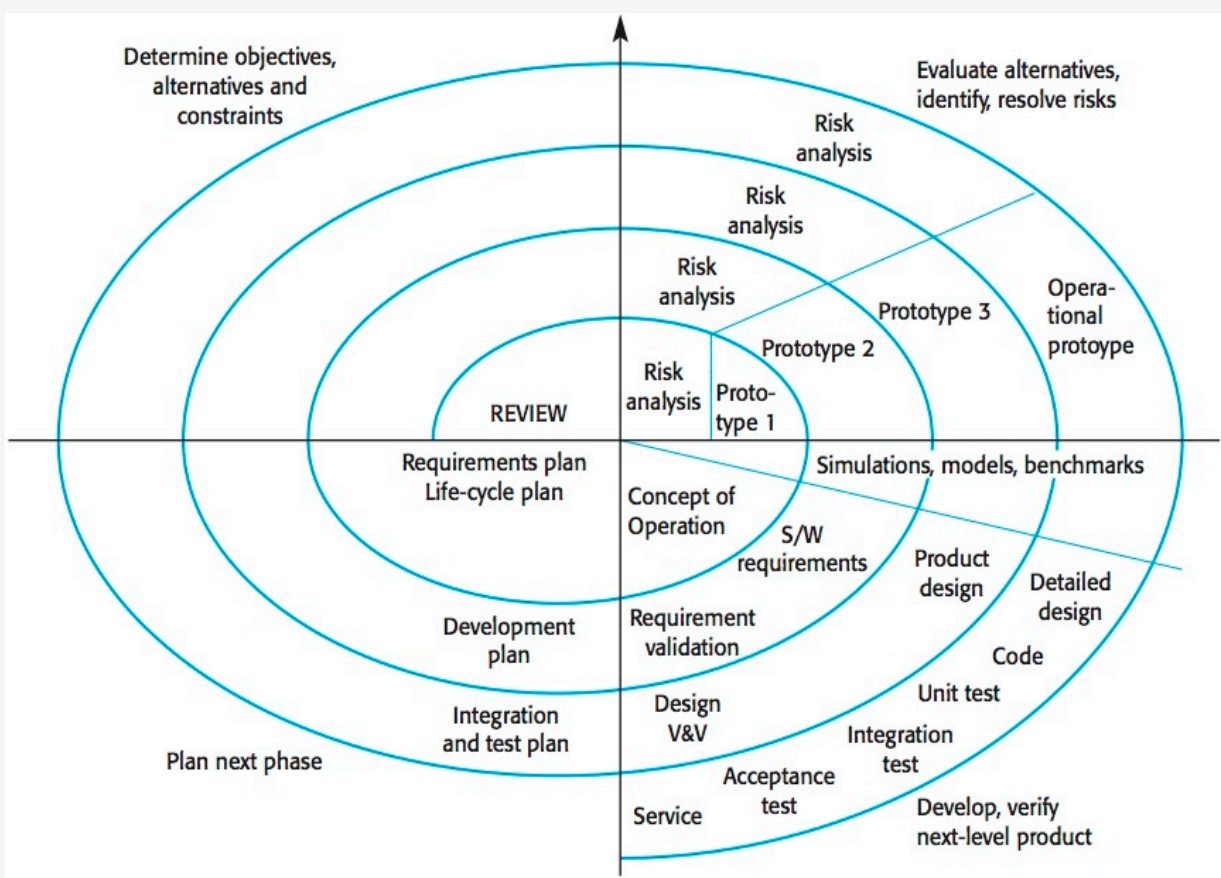 Determine objectives,
alternatives and
constraints
Evaluate alternatives,
identify, resolve risks
Risk
analysis
Risk
analysis
Risk
analysis
Risk
analysis
Proto-
type 1
Prototype 2
Prototype 3
Opera-
tional
protoype
REVIEW
Requirements plan
Life-cycle plan
Development
plan
Integration
and test plan
Plan next phase
Simulations, models, benchmarks
Concept of
Operation
S/W
requirements
Requirement
validation
Product
design
Design
V&V
Detailed
design
Code
Unit test
Integration
test
Acceptance
test
Service
Develop, verify
next-level product